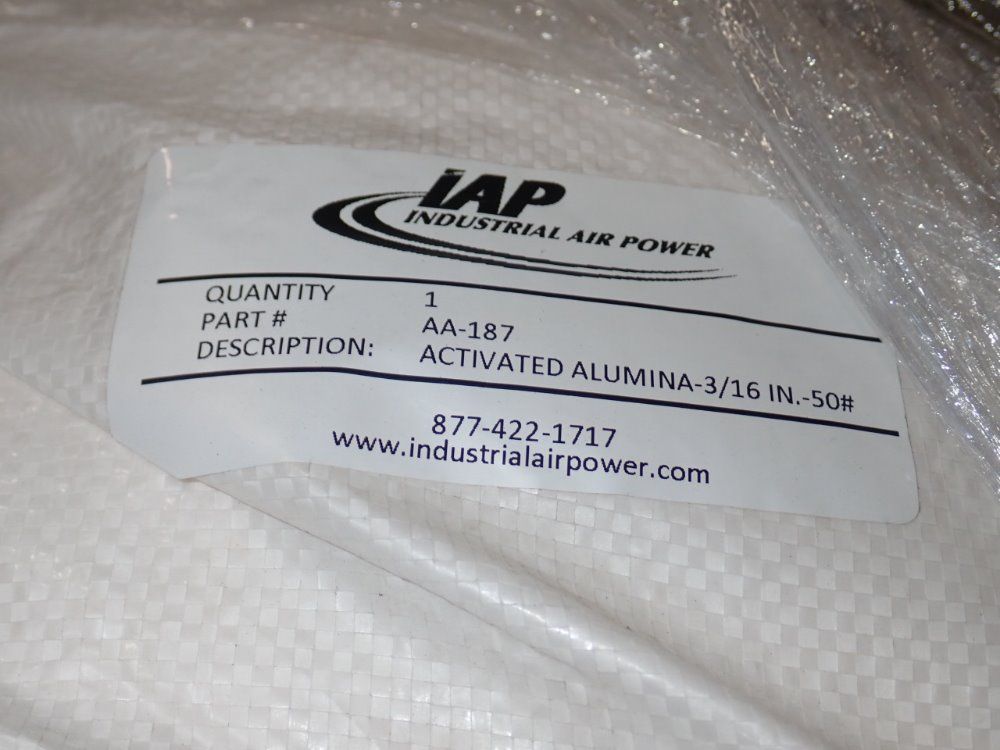 IAP
INDUSTRIAL AIR POWER
QUANTITY 1
PART # AA-187
DESCRIPTION: ACTIVATED ALUMINA-3/16 IN.-50#
877-422-1717
www.industrialairpower.com